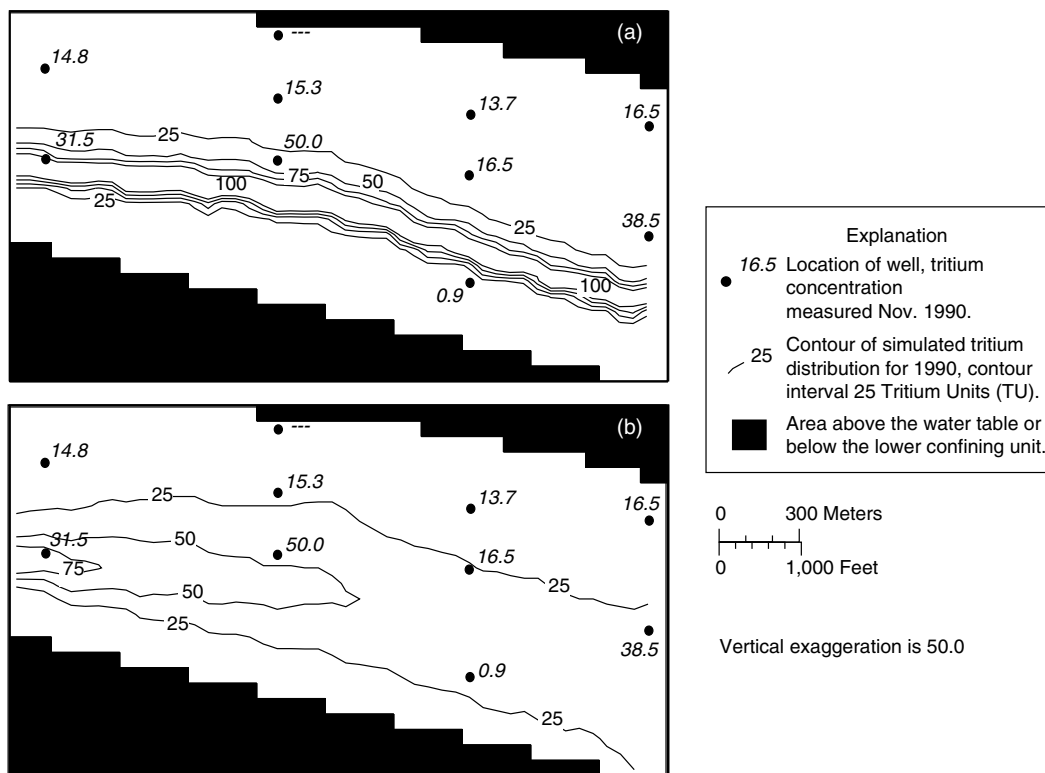 (a)
---
14.8
15.3
13.7
16.5
25
31.5
50.0
75
50
16.5
100
25
25
38.5
0.9
100
(b)
---
14.8
15.3
13.7
16.5
25
31.5
50
50.0
16.5
75
50
25
25
38.5
0.9
25
Explanation
16.5 Location of well, tritium
concentration
measured Nov. 1990.
25 Contour of simulated tritium
distribution for 1990, contour
interval 25 Tritium Units (TU).
Area above the water table or
below the lower confining unit.
0 300 Meters
0 1,000 Feet
Vertical exaggeration is 50.0